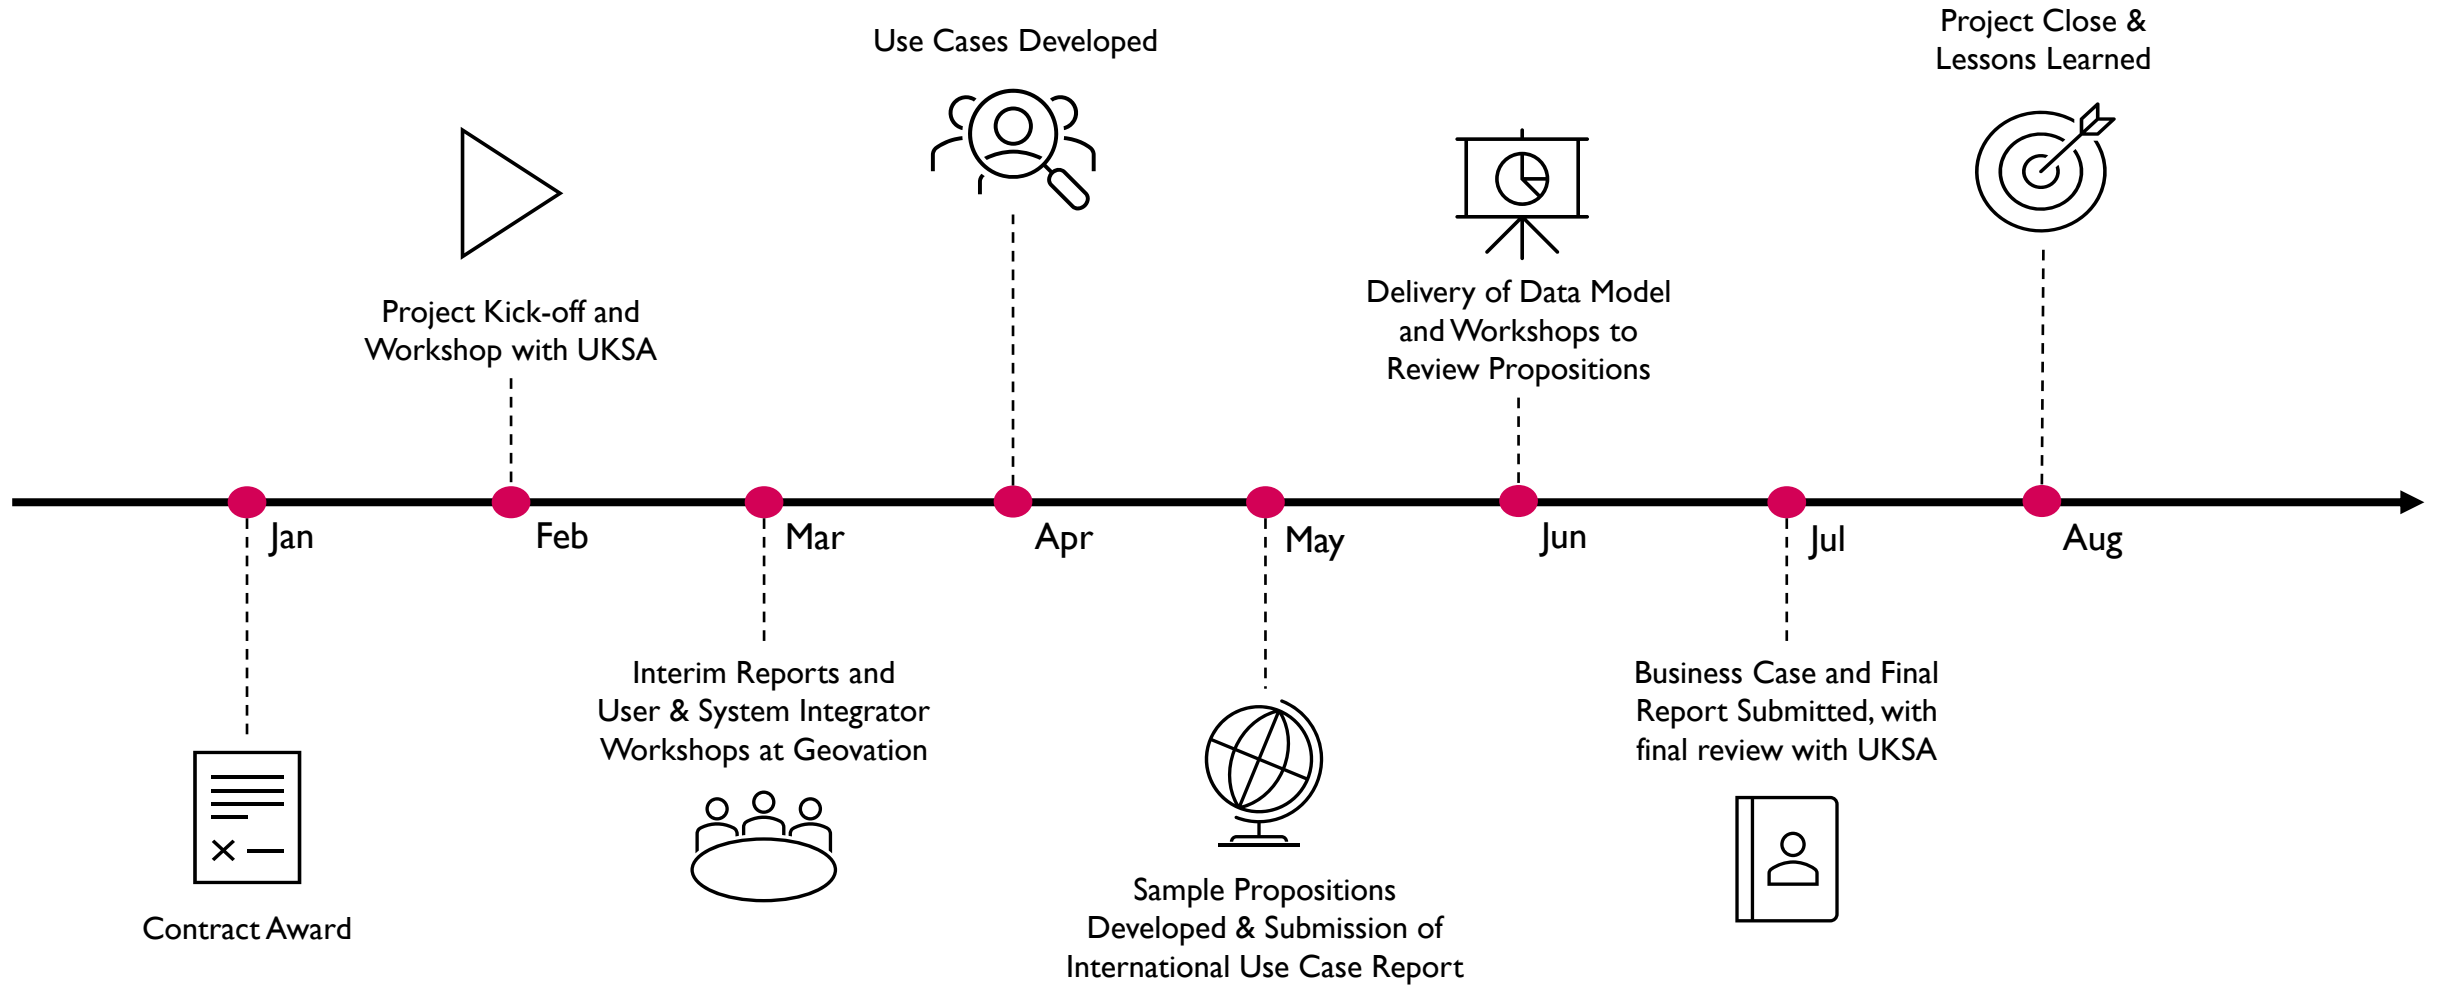 Use Cases Developed
Project Close &
Lessons Learned
Project Kick-off and
Workshop with UKSA
Delivery of Data Model
and Workshops to
Review Propositions
Jan
Feb
Mar
Apr
May
Jun
Jul
Aug
Interim Reports and
User & System Integrator
Workshops at Geovation
Business Case and Final
Report Submitted, with
final review with UKSA
Contract Award
Sample Propositions
Developed & Submission of
International Use Case Report